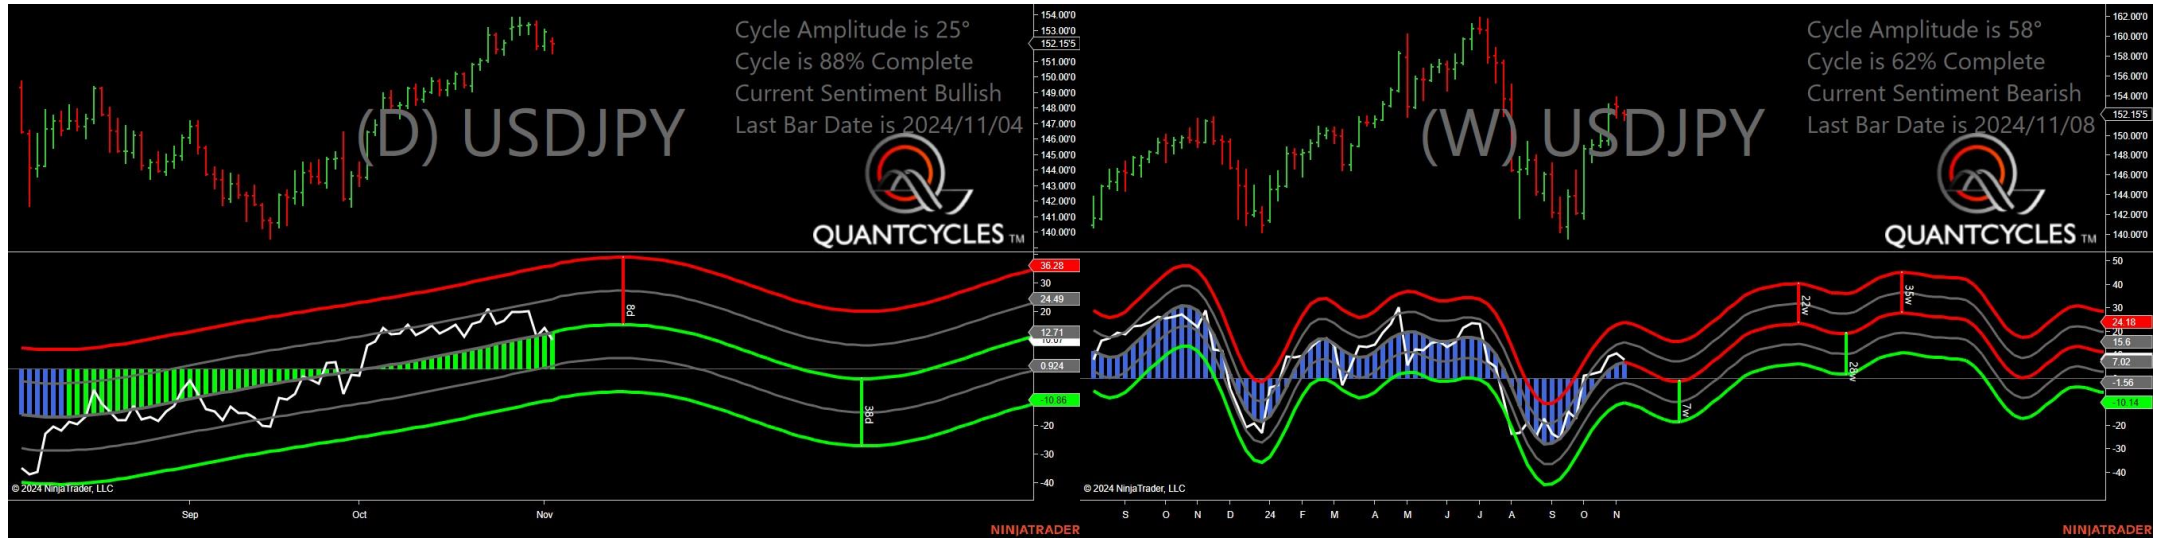 Cycle Amplitude is 25°
Cycle is 88% Complete
Current Sentiment Bullish
Last Bar Date is 2024/11/04
(D) USDJPY
QUANTCYCLES TM
154.00'0
153.00'0
152.15'5
151.00'0
150.00'0
149.00'0
148.00'0
147.00'0
146.00'0
145.00'0
144.00'0
143.00'0
142.00'0
141.00'0
140.00'0
36.28
30
24.49
20
12.71
10.07
0.924
-10.86
-20
-30
-40
8d
38d
© 2024 NinjaTrader, LLC
Sep
Oct
Nov
NINJATRADER
Cycle Amplitude is 58°
Cycle is 62% Complete
Current Sentiment Bearish
Last Bar Date is 2024/11/08
(W) USDJPY
QUANTCYCLES TM
162.00'0
160.00'0
158.00'0
156.00'0
154.00'0
152.15'5
150.00'0
148.00'0
146.00'0
144.00'0
142.00'0
140.00'0
50
40
30
24.18
20
15.6
7.02
-1.56
-10.14
-20
-30
-40
7w
22w
28w
35w
© 2024 NinjaTrader, LLC
S
O
N
D
24
F
M
A
M
J
J
A
S
O
N
NINJATRADER